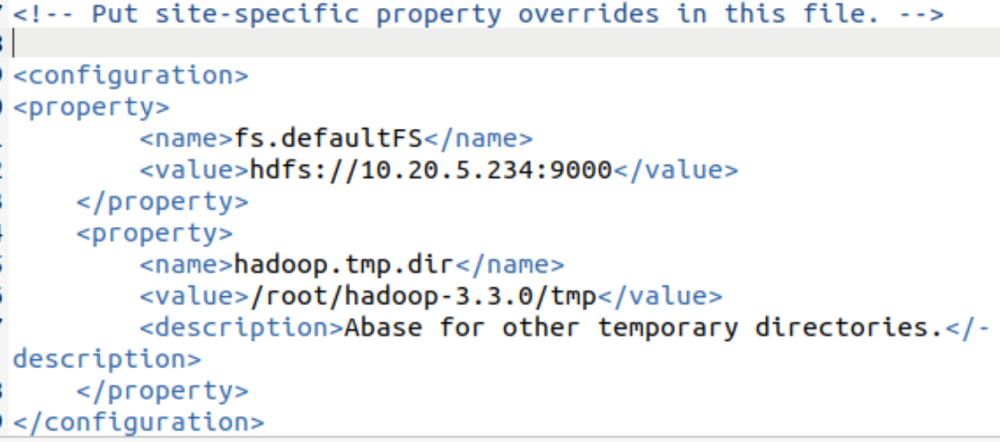 <!-- Put site-specific property overrides in this file. -->
<configuration>
<property>
<name>fs.defaultFS</name>
<value>hdfs://10.20.5.234:9000</value>
</property>
<property>
<name>hadoop.tmp.dir</name>
<value>/root/hadoop-3.3.0/tmp</value>
<description>Abase for other temporary directories.</-
description>
</property>
</configuration>